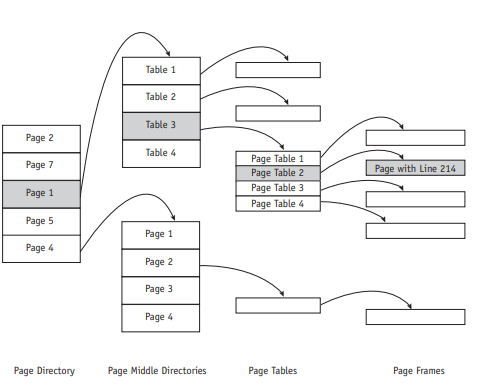 Page 2
Page 7
Page 1
Page 5
Page 4
Table 1
Table 2
Table 3
Table 4
Page 1
Page 2
Page 3
Page 4
Page Table 1
Page Table 2
Page Table 3
Page Table 4
Page with Line 214
Page Directory
Page Middle Directories
Page Tables
Page Frames